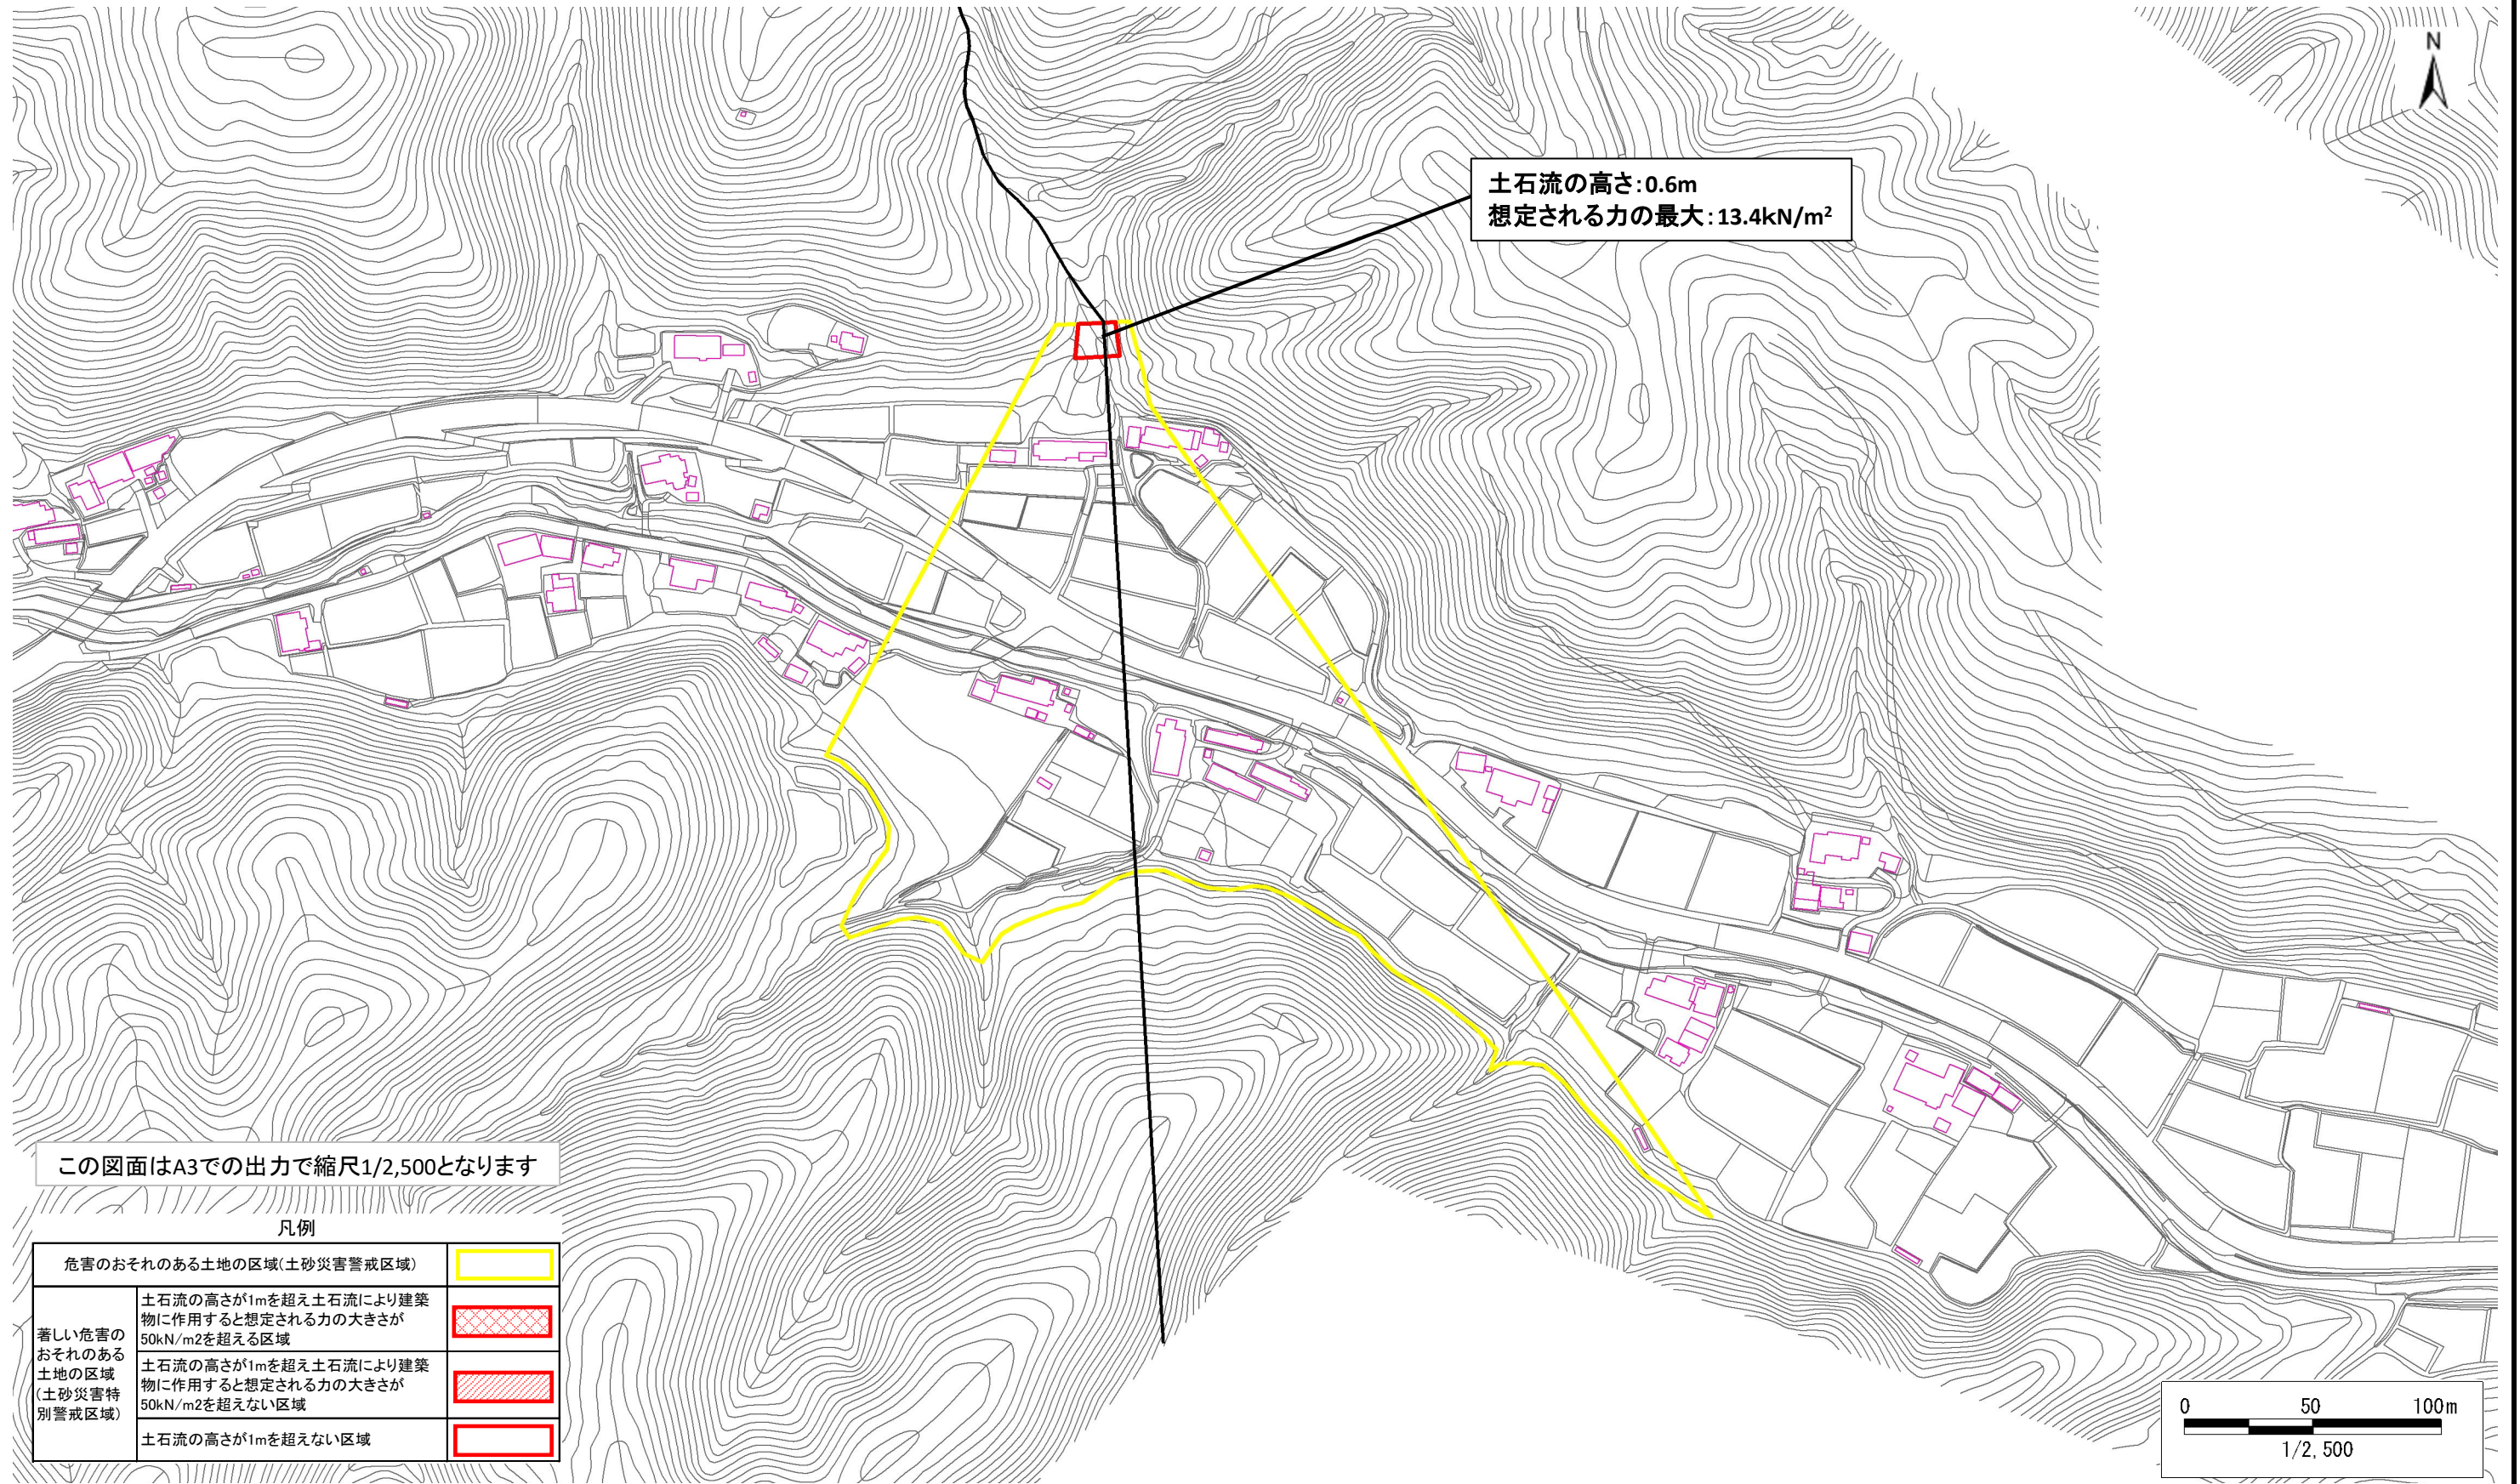 N
土石流の高さ:0.6m
想定される力の最大:13.4kN/m²
この図面はA3での出力で縮尺1/2,500となります
凡例
危害のおそれのある土地の区域(土砂災害警戒区域)
著しい危害の
おそれのある
土地の区域
(土砂災害特
別警戒区域)
土石流の高さが1mを超え土石流により建築
物に作用すると想定される力の大きさが
50kN/m2を超える区域
土石流の高さが1mを超え土石流により建築
物に作用すると想定される力の大きさが
50kN/m2を超えない区域
土石流の高さが1mを超えない区域
0 50 100m
1/2,500